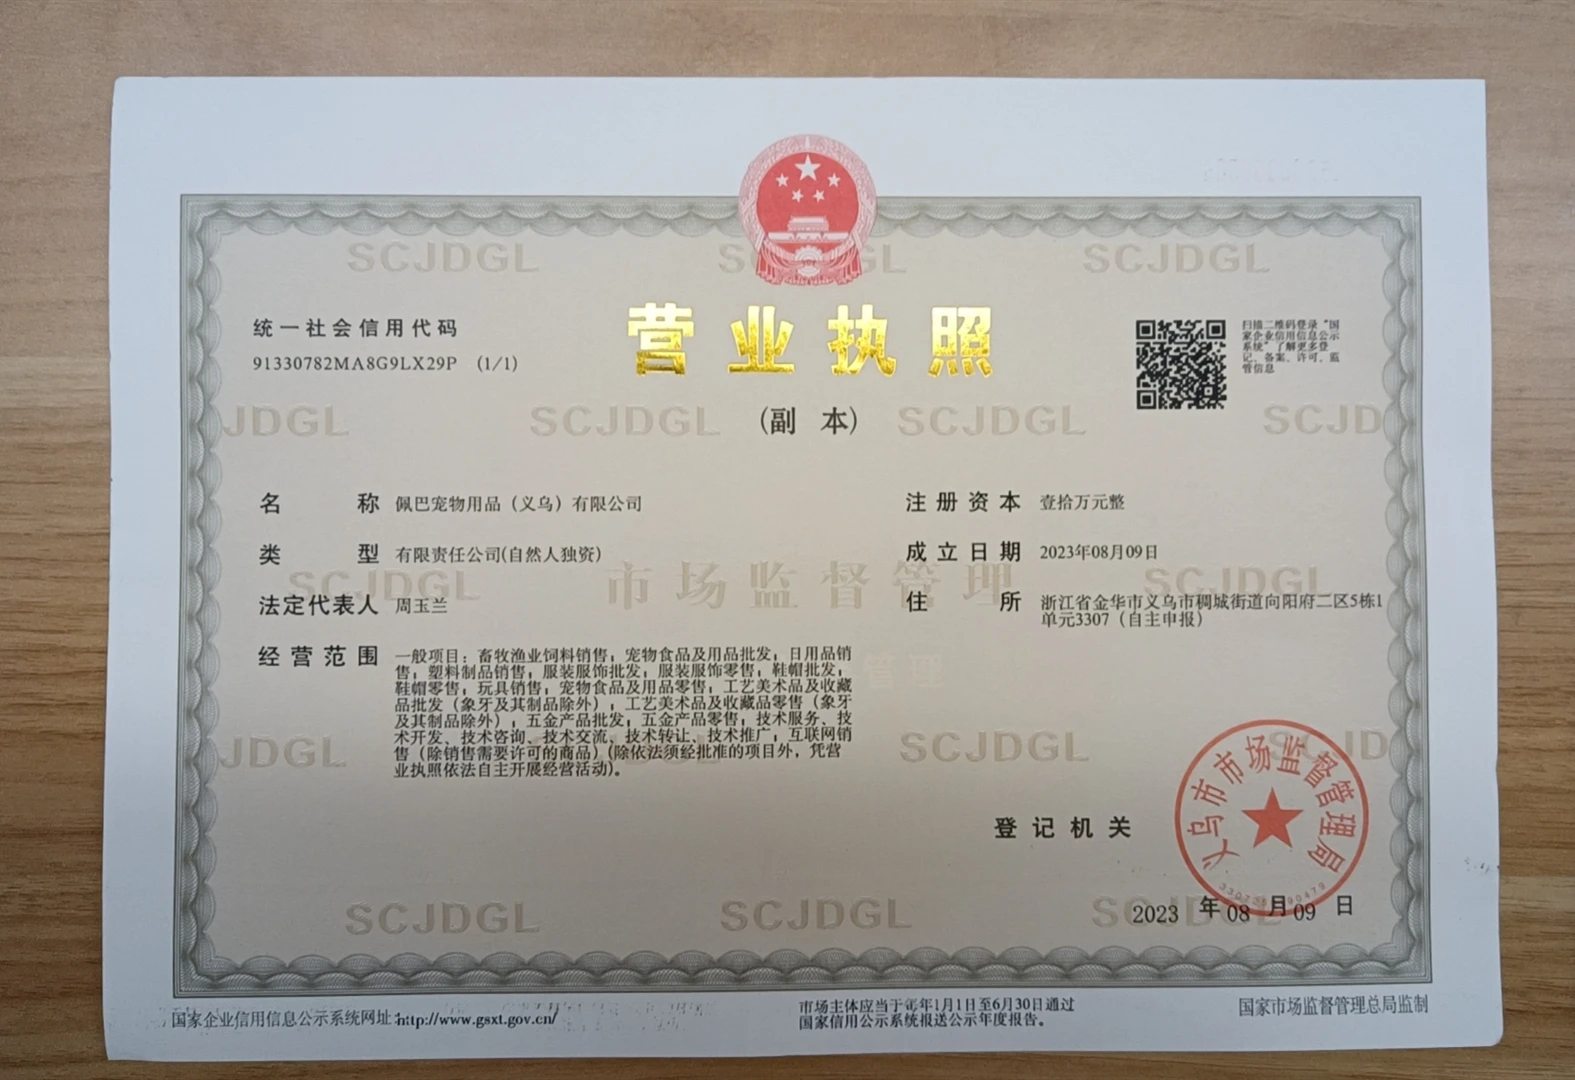 统一社会信用代码
91330782MA8G9LX29P (1/1)
营业执照
(副 本)
扫描二维码登录“国
家企业信用信息公示
系统”了解更多登
记、备案、许可、监
管信息
名 称 佩巴宠物用品（义乌）有限公司
类 型 有限责任公司(自然人独资)
法定代表人 周玉兰
经营范围 一般项目：畜牧渔业饲料销售；宠物食品及用品批发；日用品销
售；塑料制品销售；服装服饰批发；服装服饰零售；鞋帽批发；
鞋帽零售；玩具销售；宠物食品及用品零售；工艺美术品及收藏
品批发（象牙及其制品除外）；工艺美术品及收藏品零售（象牙
及其制品除外）；五金产品批发；五金产品零售；技术服务、技
术开发、技术咨询、技术交流、技术转让、技术推广；互联网销
售（除销售需要许可的商品）(除依法须经批准的项目外，凭营
业执照依法自主开展经营活动)。
注册资本 壹拾万元整
成立日期 2023年08月09日
住 所 浙江省金华市义乌市稠城街道向阳府二区5栋1
单元3307（自主申报）
登记机关
义乌市市场监督管理局
2023 年 08 月 09 日
国家企业信用信息公示系统网址:http://www.gsxt.gov.cn/
市场主体应当于每年1月1日至6月30日通过
国家信用公示系统报送公示年度报告。
国家市场监督管理总局监制
SCJDGL
市场监督管理